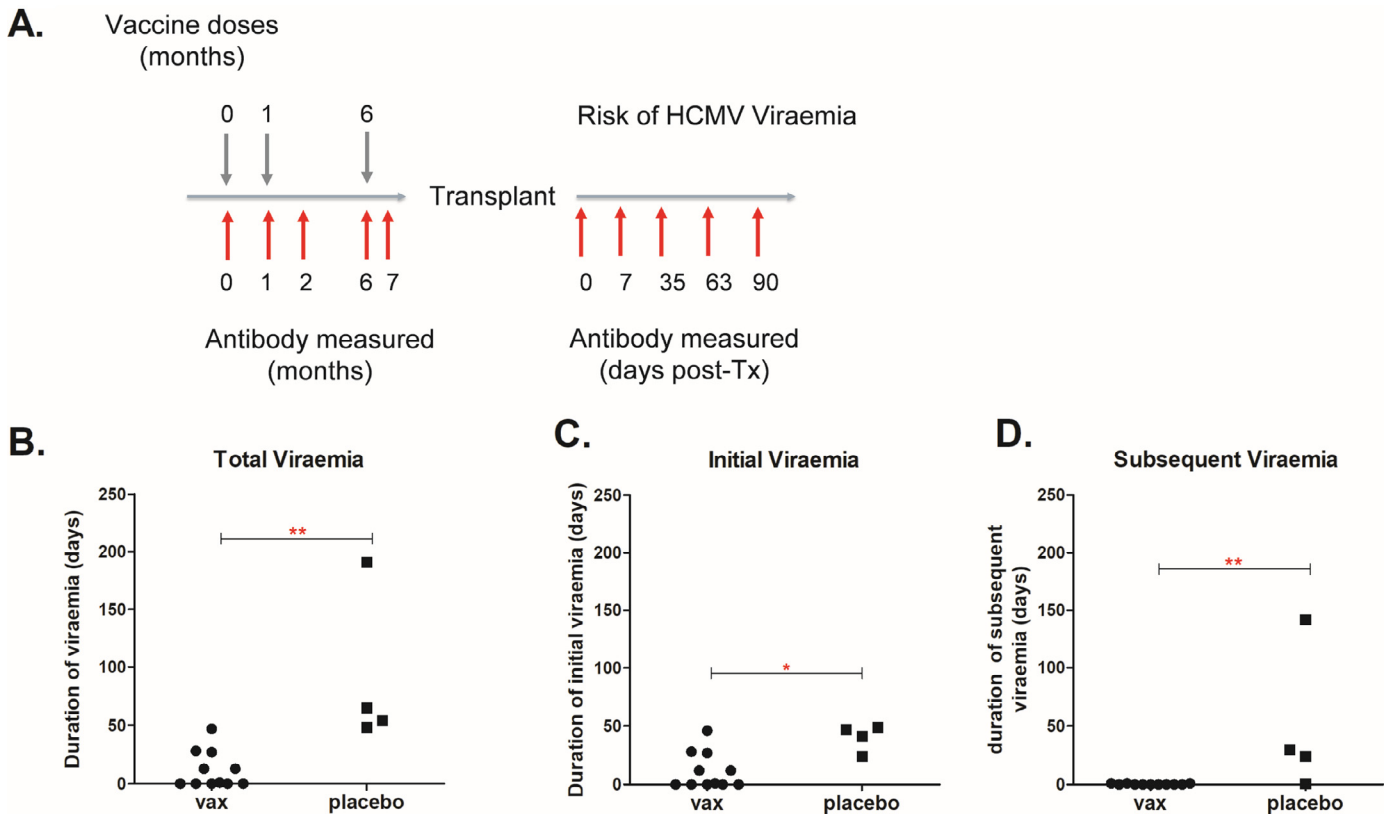 A.
Vaccine doses
(months)
0 1 6
Risk of HCMV Viraemia
Transplant
0 1 2 6 7
0 7 35 63 90
Antibody measured
(months)
Antibody measured
(days post-Tx)
B.
Total Viraemia
Duration of viraemia (days)
250
200
150
100
50
0
**
vax placebo
C.
Initial Viraemia
Duration of initial viraemia (days)
250
200
150
100
50
0
*
vax placebo
D.
Subsequent Viraemia
duration of subsequent
viraemia (days)
250
200
150
100
50
0
**
vax placebo